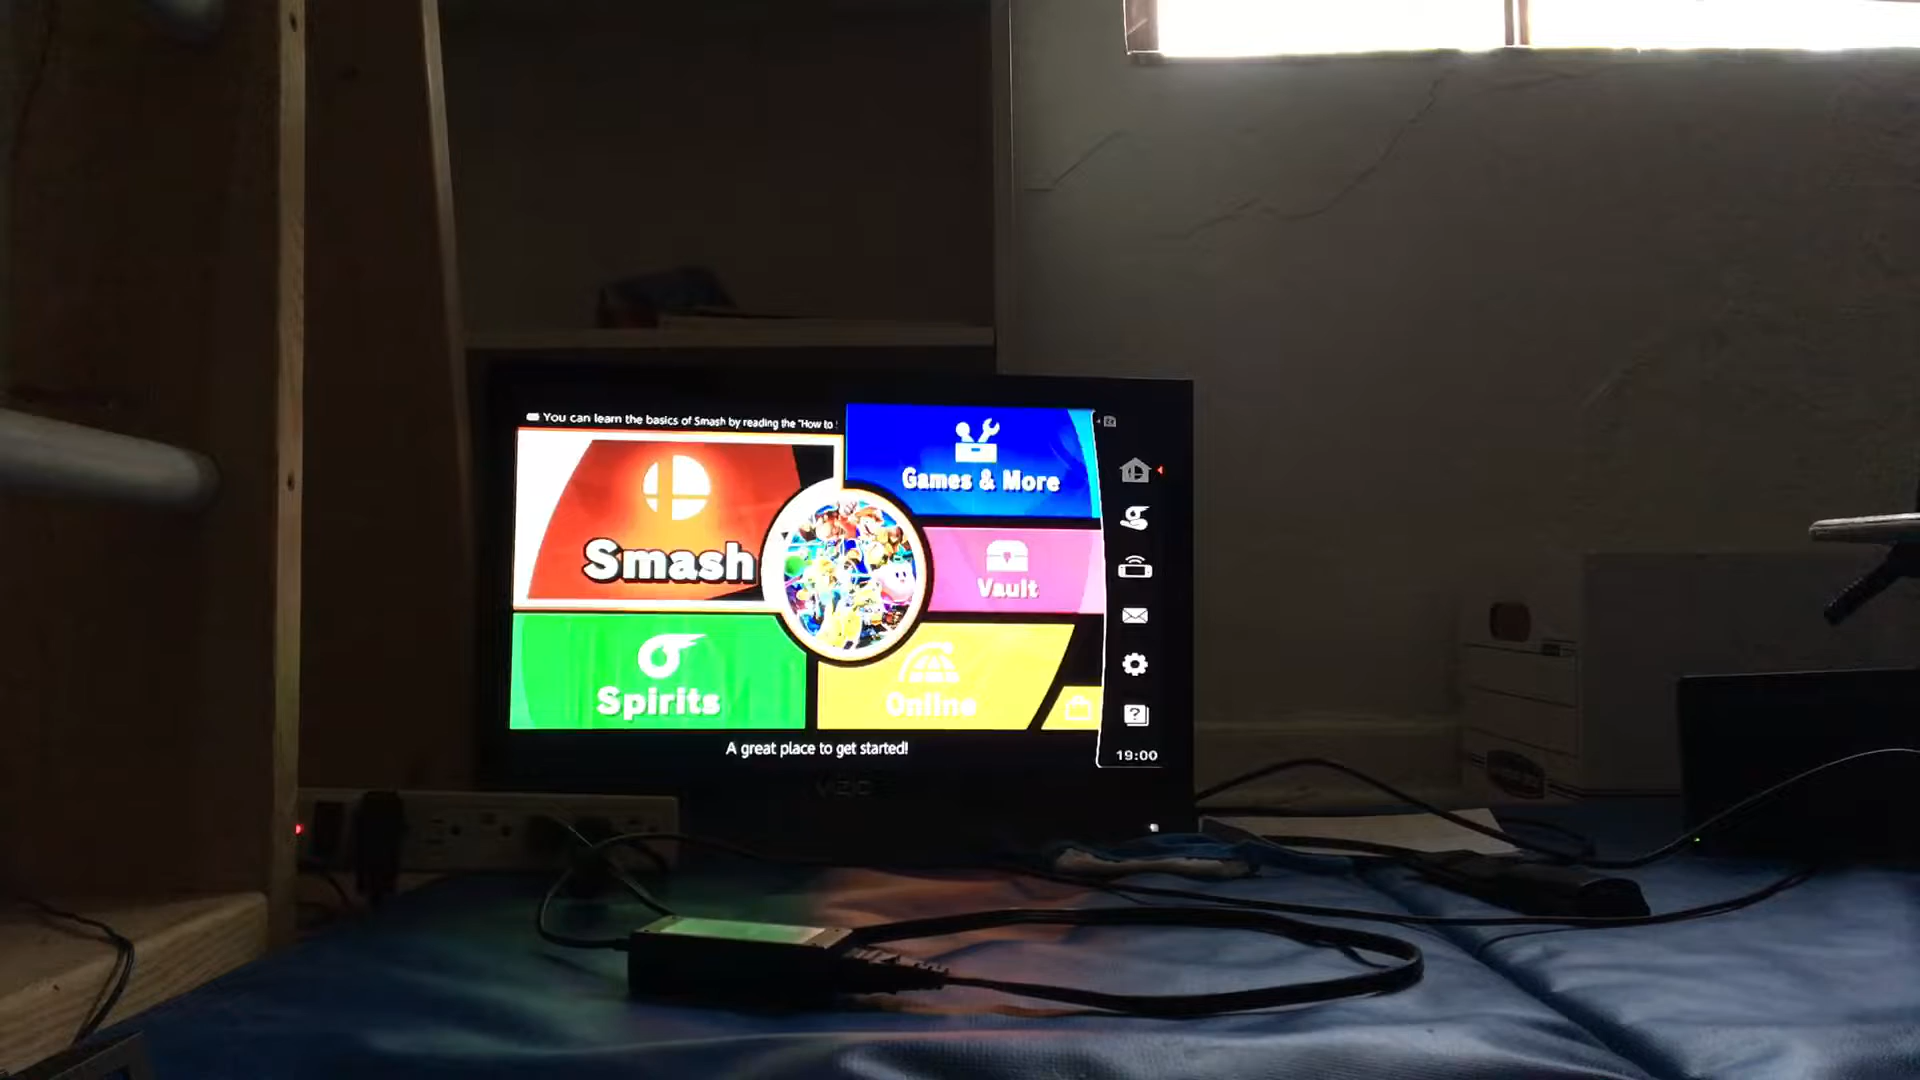 You can learn the basics of Smash by reading the "How to
Games & More
Smash
Vault
Spirits
Online
A great place to get started!
19:00
VIZIO